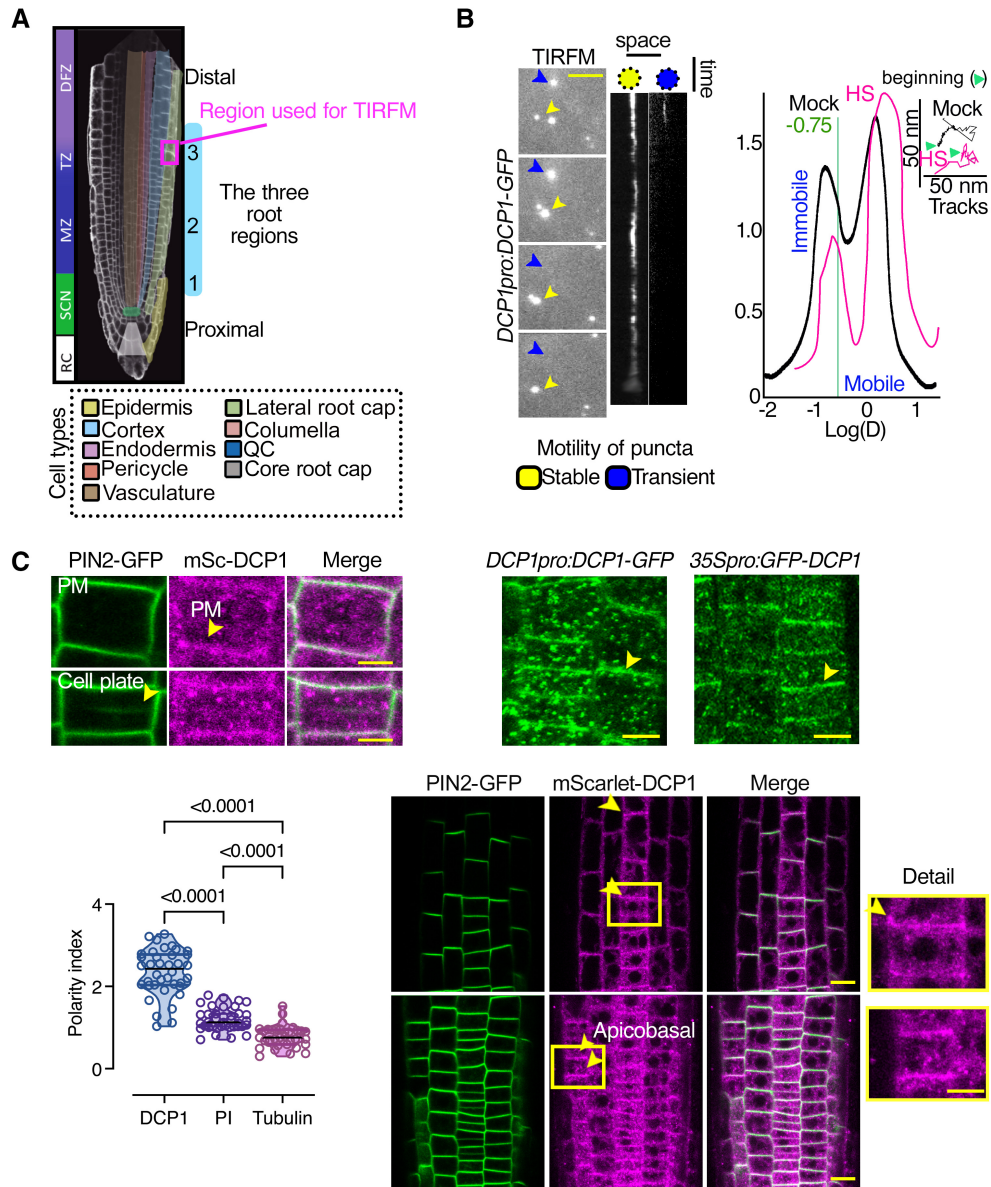 A
DFZ
TZ
MZ
SCN
RC
Distal
Region used for TIRFM
3
2
1
The three
root
regions
Proximal
Cell types
Epidermis
Cortex
Endodermis
Pericycle
Vasculature
Lateral root cap
Columella
QC
Core root cap
B
TIRFM
space
time
DCP1pro:DCP1-GFP
Motility of puncta
Stable
Transient
Mock
-0.75
HS
beginning ( )
Mock
HS
50 nm
50 nm
Tracks
Immobile
Mobile
1.5
1.0
0.5
0
-2
-1
0
1
Log(D)
C
PIN2-GFP
mSc-DCP1
Merge
PM
PM
Cell plate
DCP1pro:DCP1-GFP
35Spro:GFP-DCP1
<0.0001
<0.0001
<0.0001
Polarity index
4
2
0
DCP1
PI
Tubulin
PIN2-GFP
mScarlet-DCP1
Merge
Detail
Apicobasal